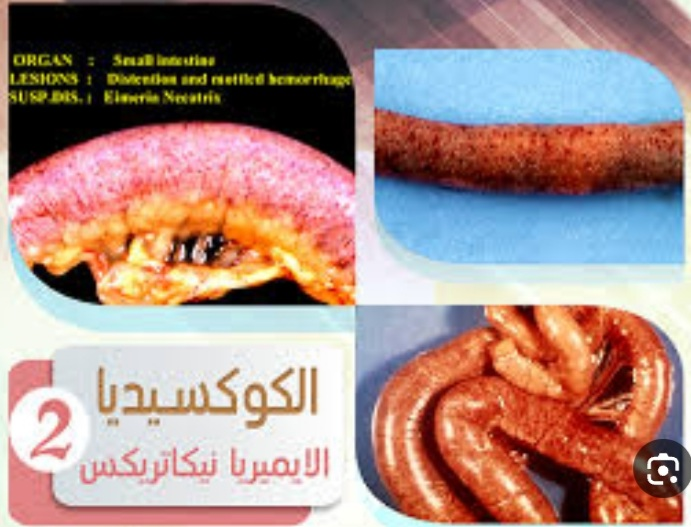 ORGAN : Small intestine
LESIONS : Distention and mottled hemorrhage
SUSP.DIS. : Eimeria Necatrix
الكوكسيديا
2
الايميريا نيكاتريكس